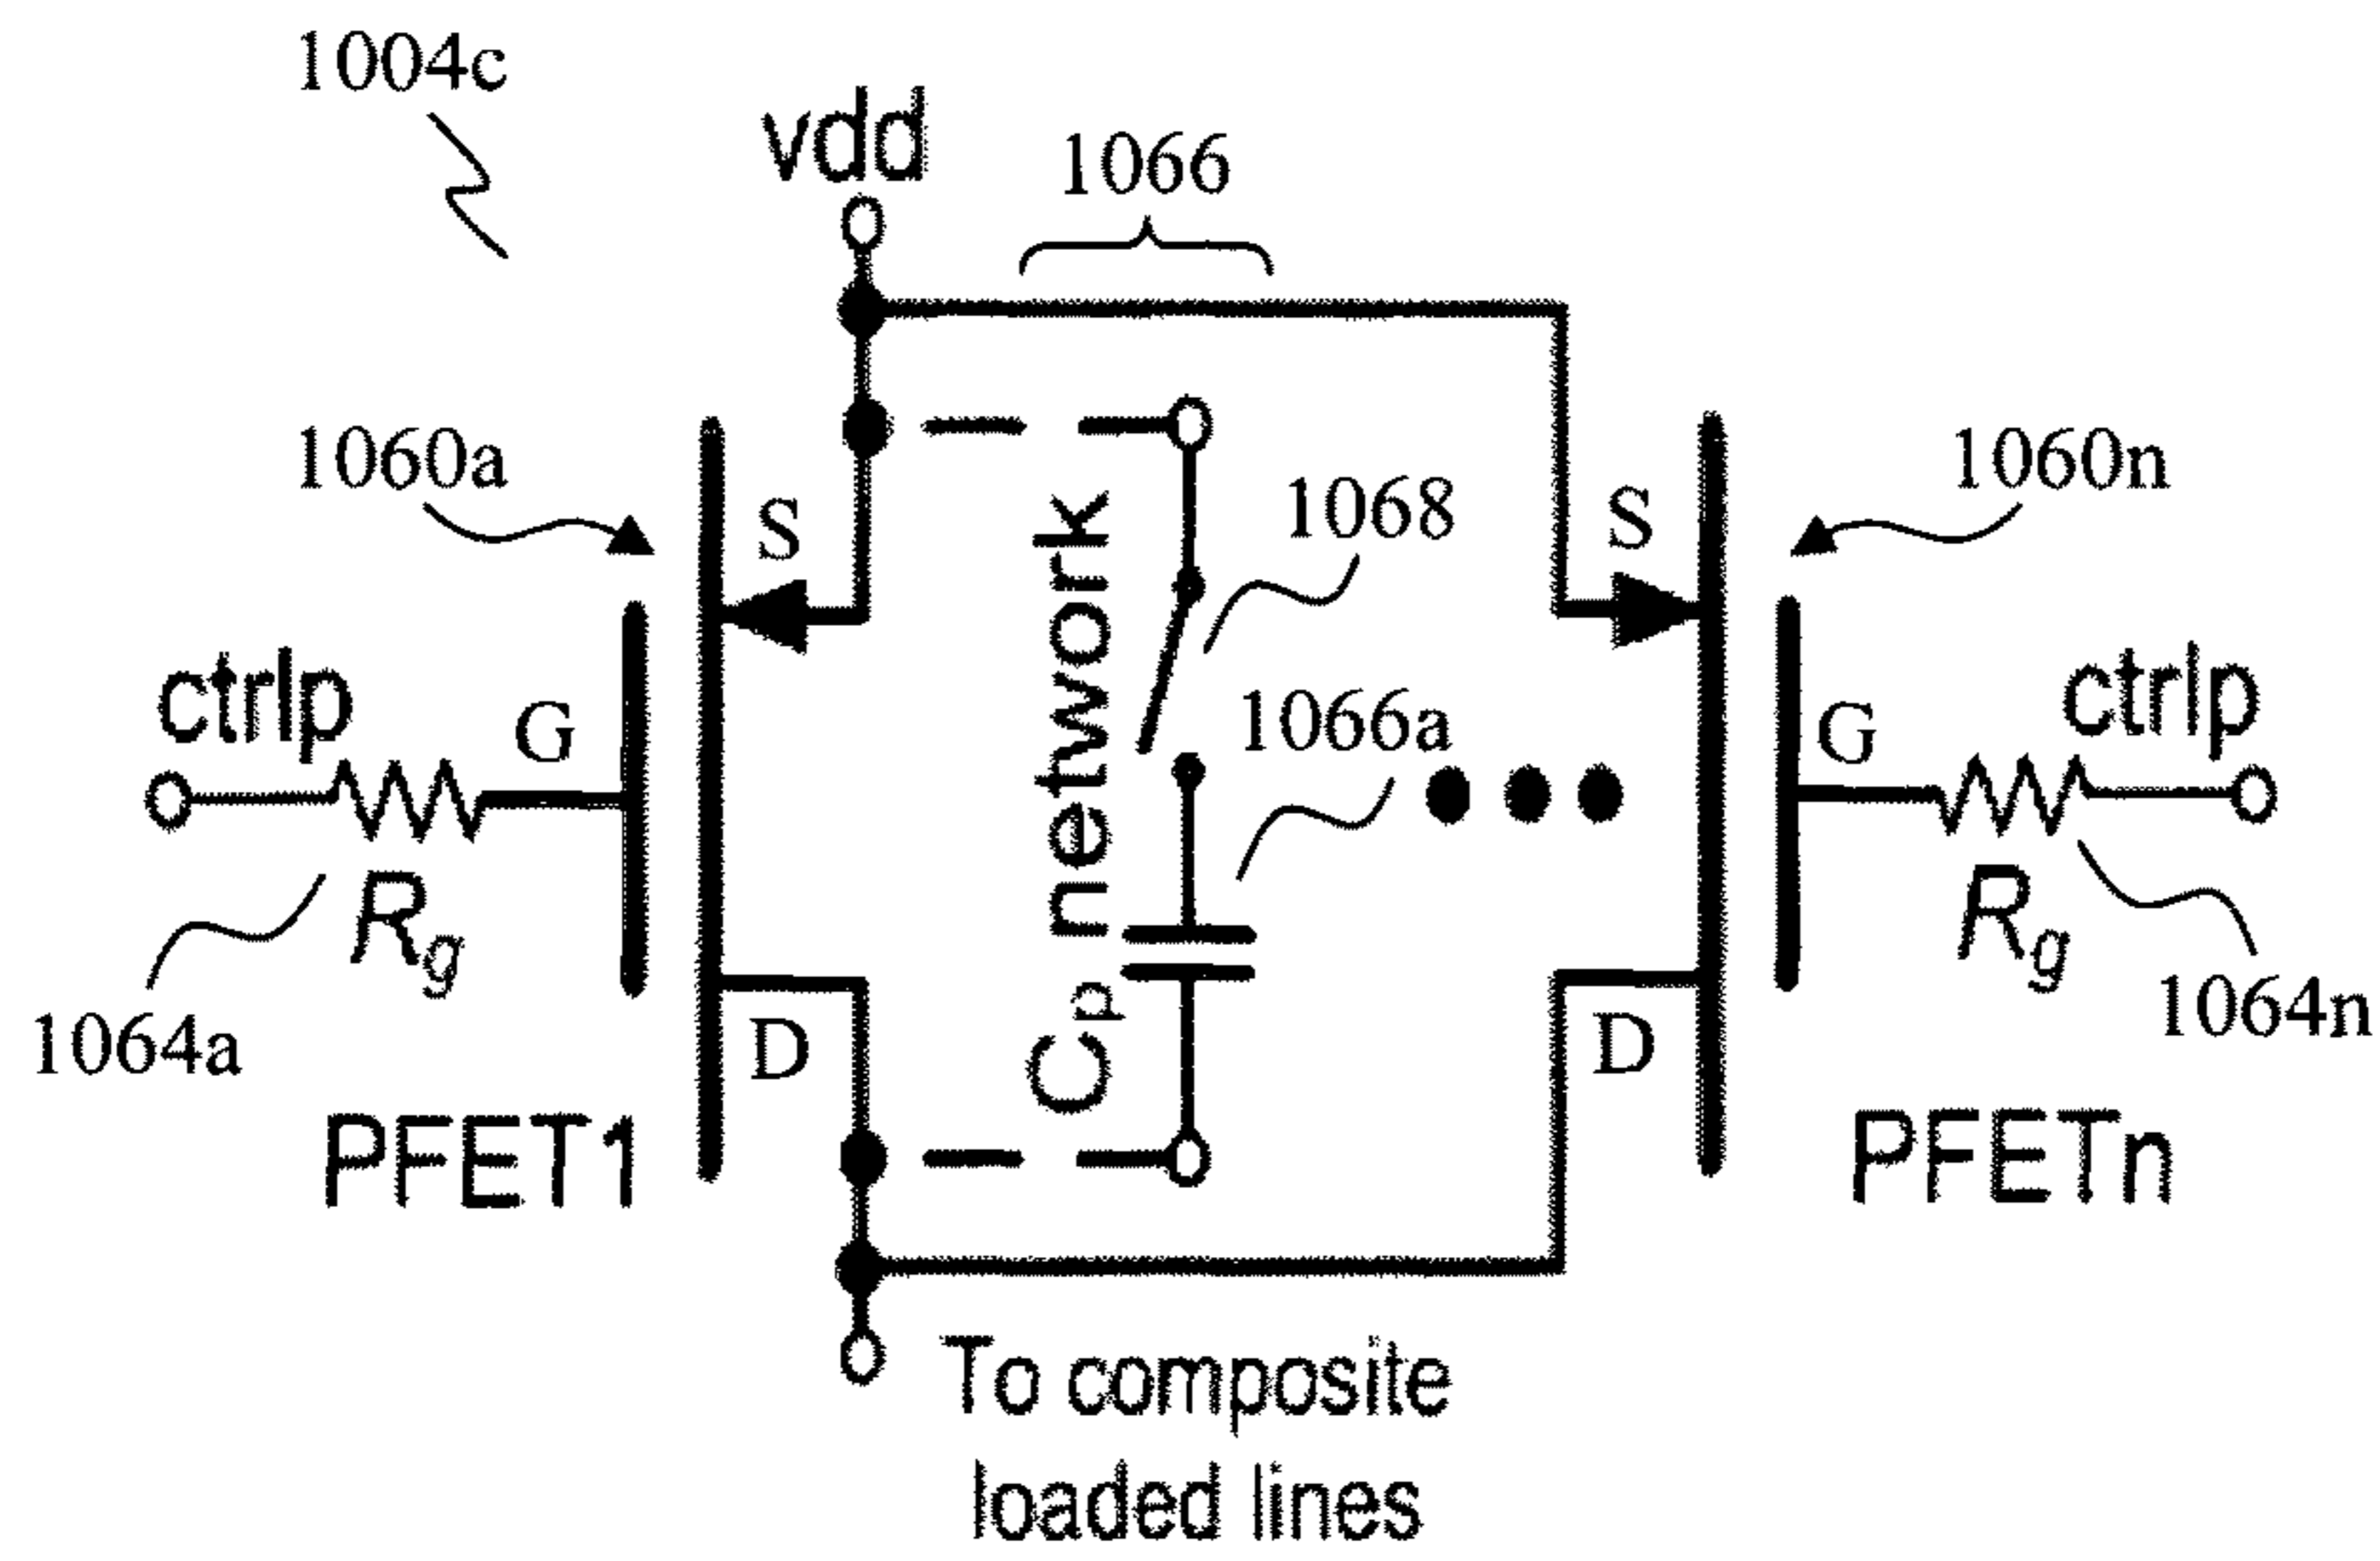 1004c
vdd
1066
1060a
1060n
S
S
1068
network
ctrlp
G
1066a
G
ctrlp
Rg
Cp
Rg
1064a
D
D
1064n
PFET1
PFETn
To composite
loaded lines